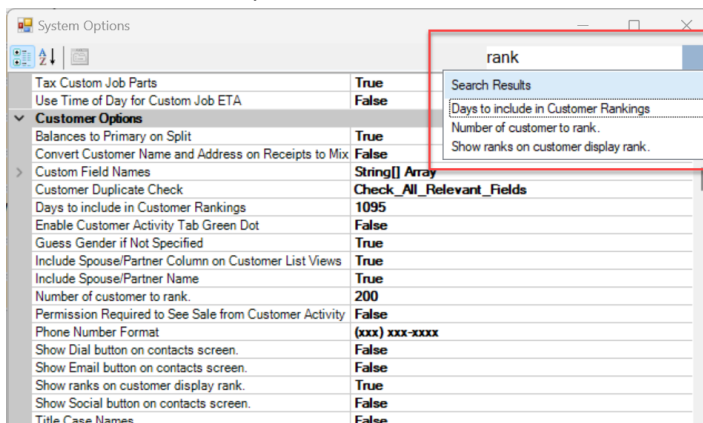 System Options
rank
Search Results
Days to include in Customer Rankings
Number of customer to rank.
Show ranks on customer display rank.
Tax Custom Job Parts True
Use Time of Day for Custom Job ETA False
Customer Options
Balances to Primary on Split True
Convert Customer Name and Address on Receipts to Mix False
Custom Field Names String[] Array
Customer Duplicate Check Check_All_Relevant_Fields
Days to include in Customer Rankings 1095
Enable Customer Activity Tab Green Dot False
Guess Gender if Not Specified True
Include Spouse/Partner Column on Customer List Views True
Include Spouse/Partner Name True
Number of customer to rank. 200
Permission Required to See Sale from Customer Activity False
Phone Number Format (xxx) xxx-xxxx
Show Dial button on contacts screen. False
Show Email button on contacts screen. False
Show ranks on customer display rank. True
Show Social button on contacts screen. False
Title Case Names False